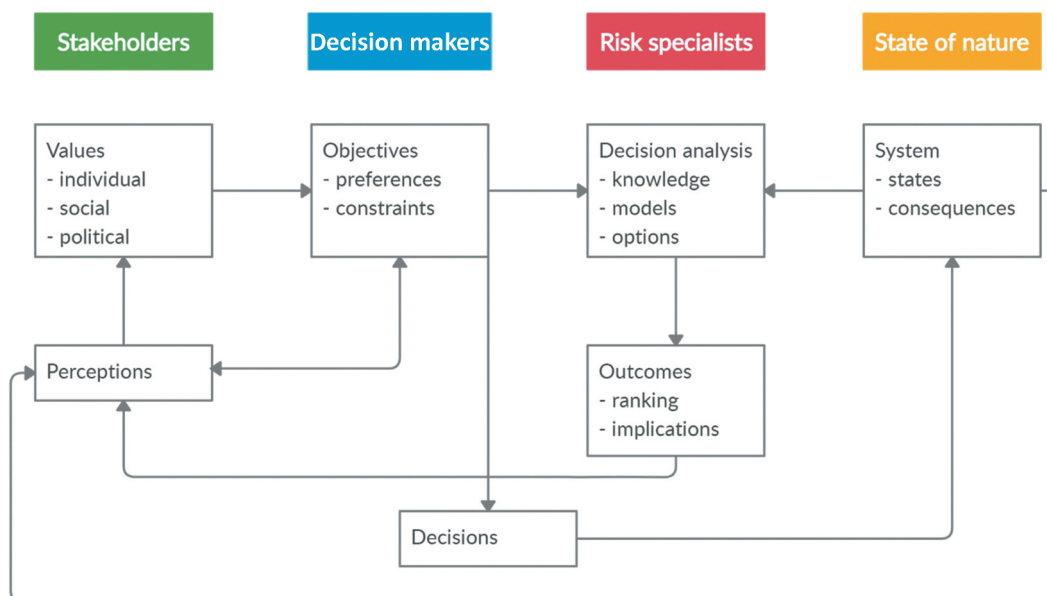 Stakeholders
Decision makers
Risk specialists
State of nature
Values
- individual
- social
- political
Objectives
- preferences
- constraints
Decision analysis
- knowledge
- models
- options
System
- states
- consequences
Perceptions
Outcomes
- ranking
- implications
Decisions